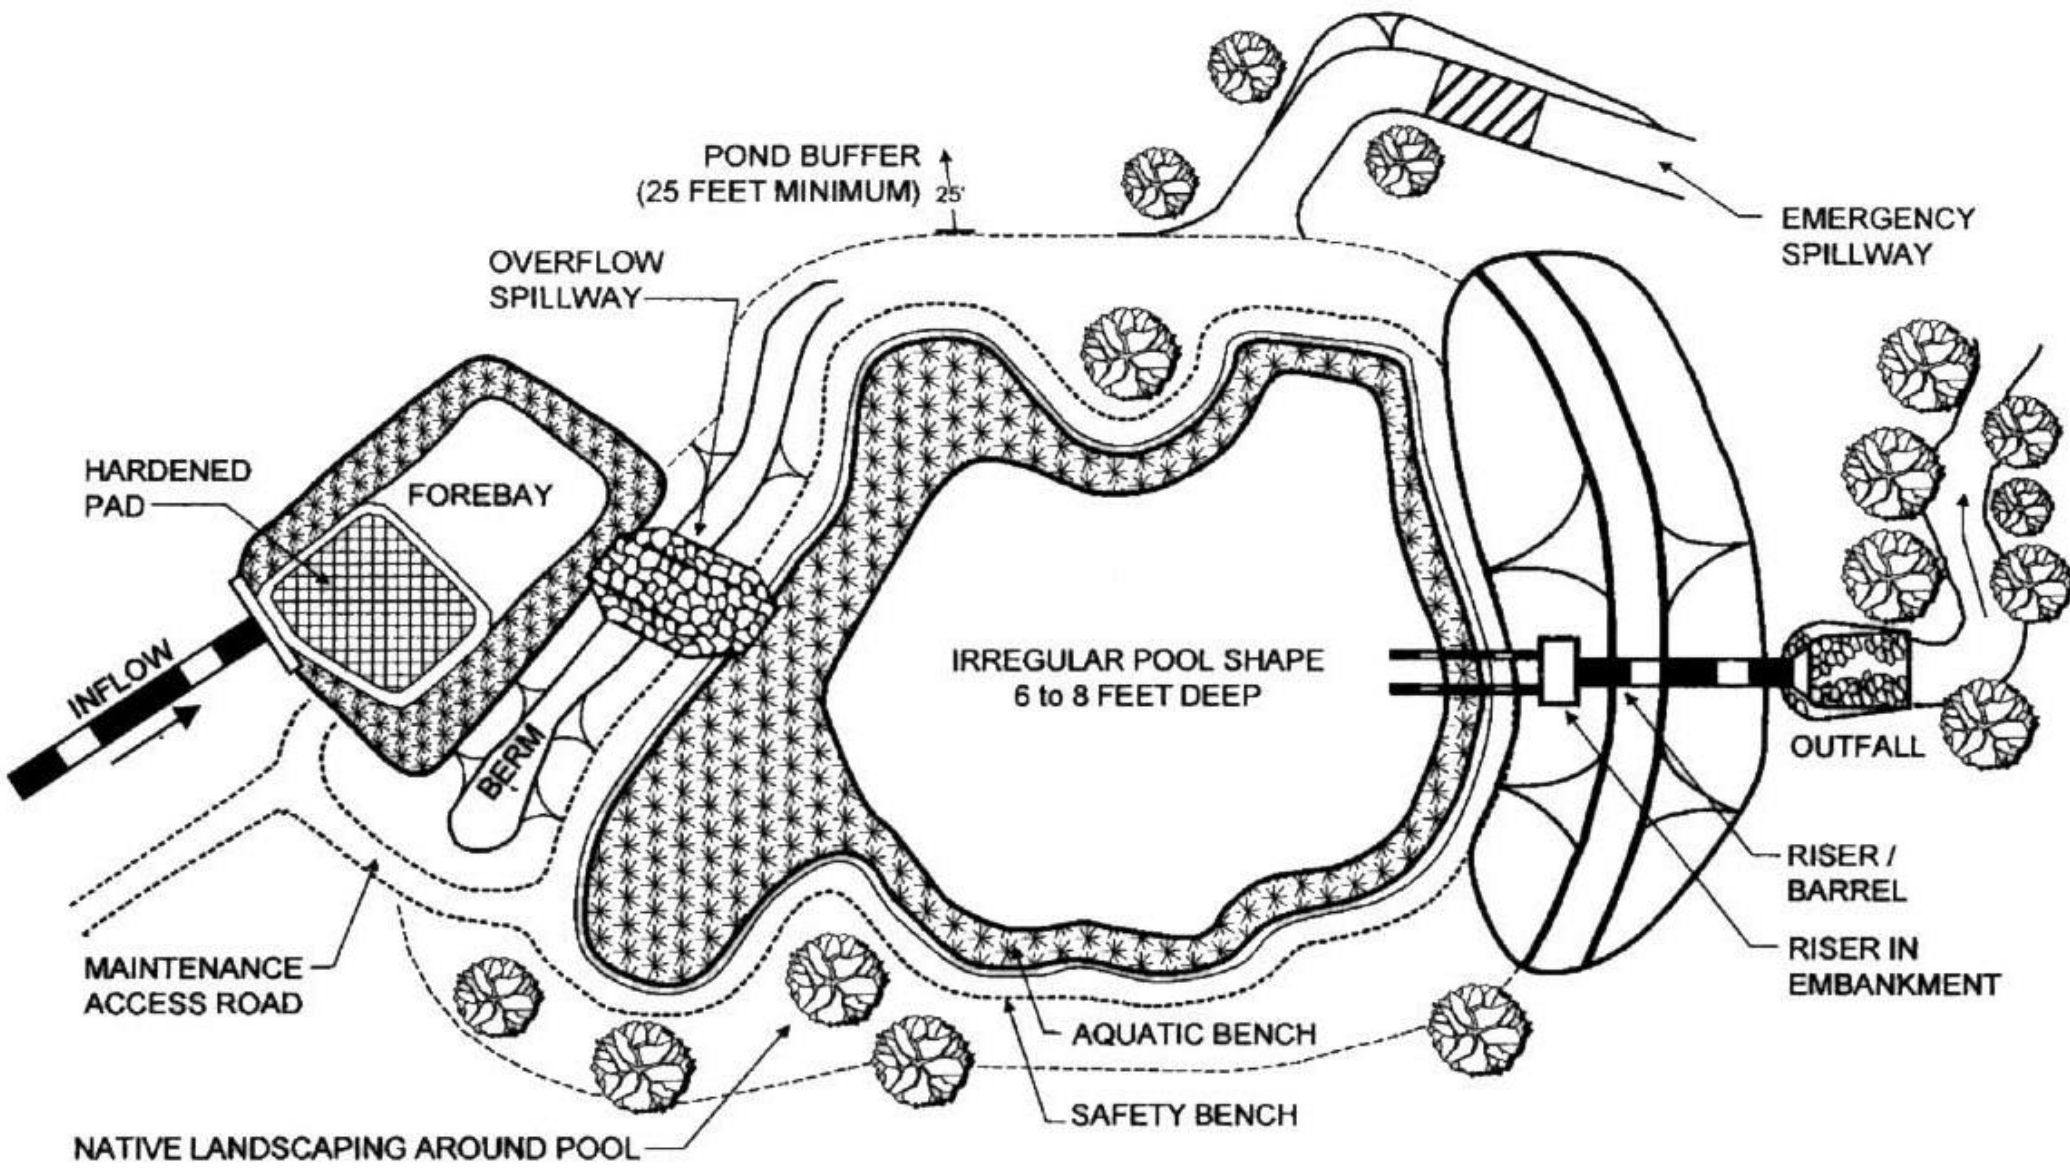 POND BUFFER
(25 FEET MINIMUM)
25'
EMERGENCY
SPILLWAY
OVERFLOW
SPILLWAY
HARDENED
PAD
FOREBAY
INFLOW
BERM
IRREGULAR POOL SHAPE
6 to 8 FEET DEEP
OUTFALL
RISER /
BARREL
RISER IN
EMBANKMENT
MAINTENANCE
ACCESS ROAD
AQUATIC BENCH
SAFETY BENCH
NATIVE LANDSCAPING AROUND POOL